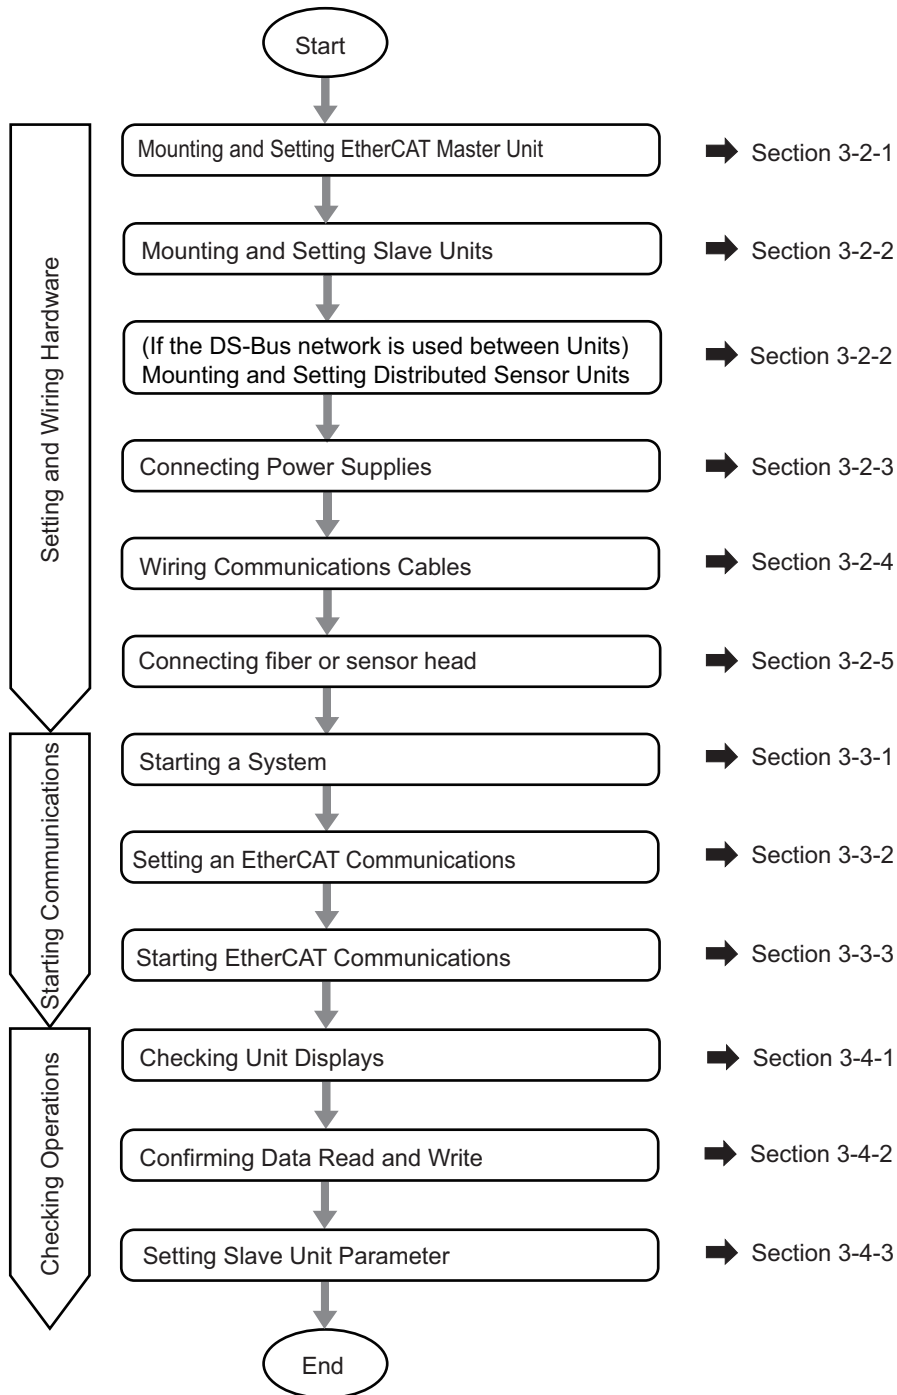 Start
Setting and Wiring Hardware
Mounting and Setting EtherCAT Master Unit
Section 3-2-1
Mounting and Setting Slave Units
Section 3-2-2
(If the DS-Bus network is used between Units)
Mounting and Setting Distributed Sensor Units
Section 3-2-2
Connecting Power Supplies
Section 3-2-3
Wiring Communications Cables
Section 3-2-4
Connecting fiber or sensor head
Section 3-2-5
Starting Communications
Starting a System
Section 3-3-1
Setting an EtherCAT Communications
Section 3-3-2
Starting EtherCAT Communications
Section 3-3-3
Checking Operations
Checking Unit Displays
Section 3-4-1
Confirming Data Read and Write
Section 3-4-2
Setting Slave Unit Parameter
Section 3-4-3
End